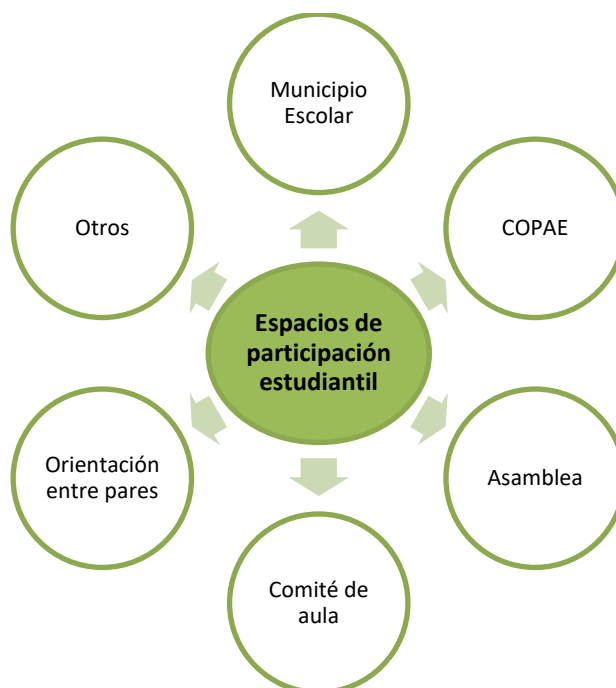 Municipio
Escolar
Otros
COPAE
Espacios de
participación
estudiantil
Orientación
entre pares
Asamblea
Comité de
aula